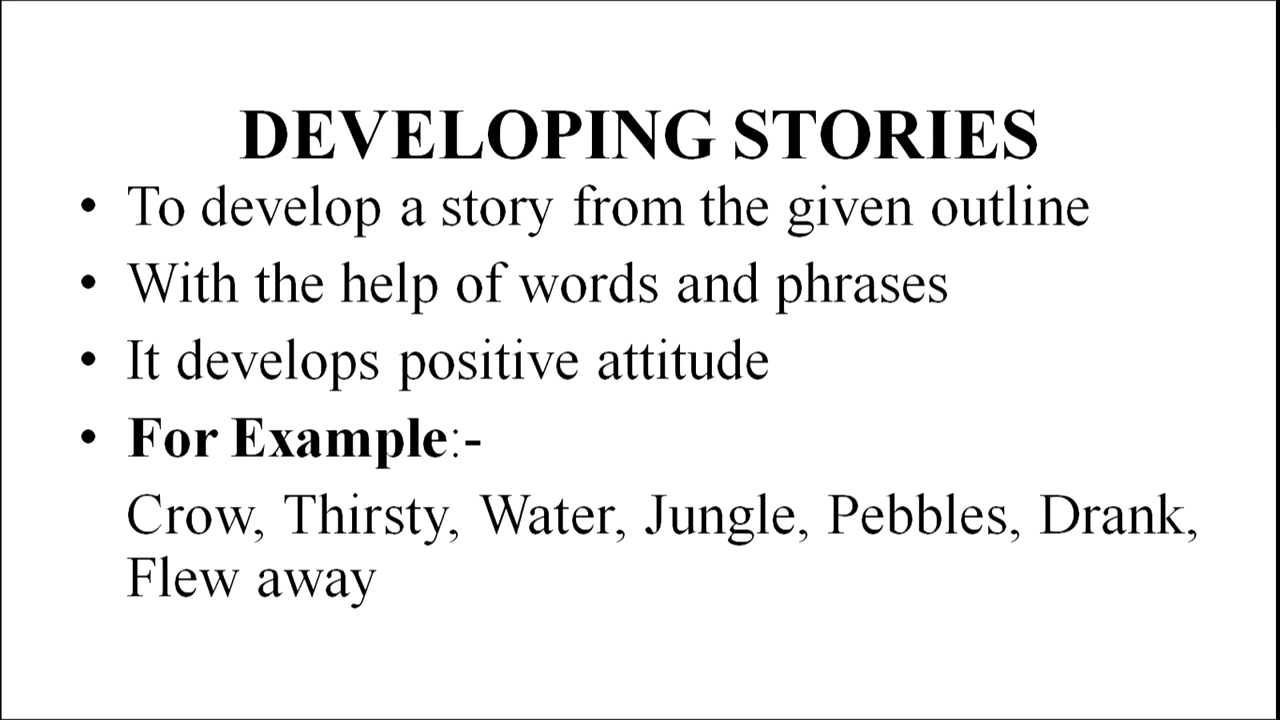 DEVELOPING STORIES
• To develop a story from the given outline
• With the help of words and phrases
• It develops positive attitude
• For Example:-
Crow, Thirsty, Water, Jungle, Pebbles, Drank,
Flew away